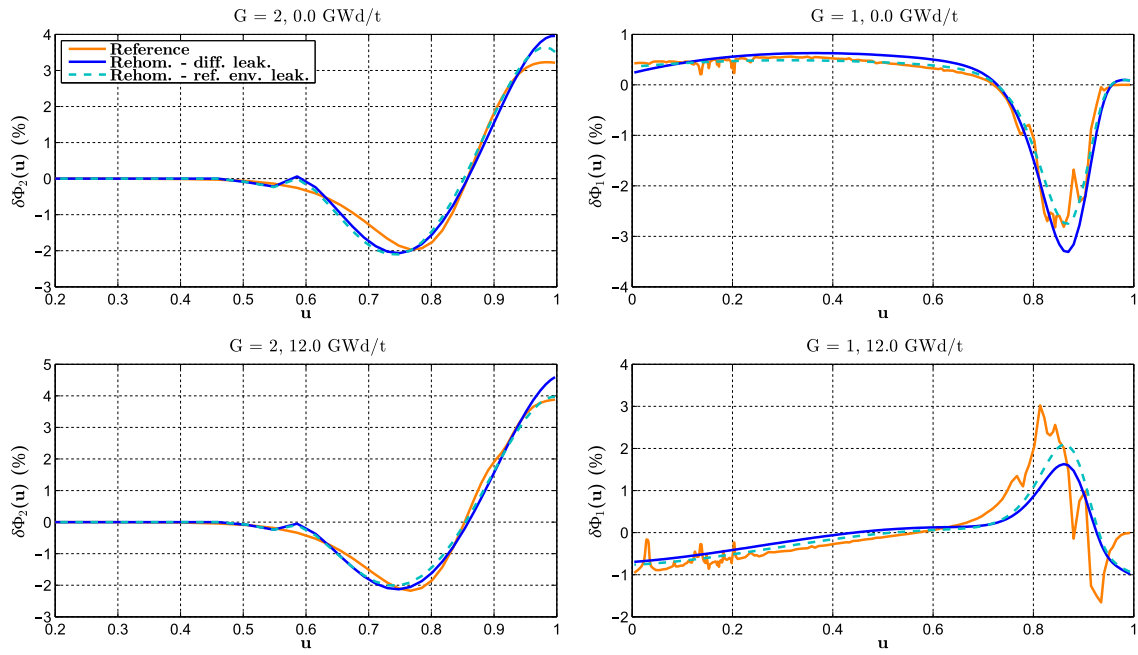 G = 2, 0.0 GWd/t
4
3
2
1
0
−1
−2
−3
0.2 0.3 0.4 0.5 0.6 0.7 0.8 0.9 1
u
δΦ2(u) (%)
Reference
Rehom. - diff. leak.
Rehom. - ref. env. leak.
G = 1, 0.0 GWd/t
1
0
−1
−2
−3
−4
0 0.2 0.4 0.6 0.8 1
u
δΦ1(u) (%)
G = 2, 12.0 GWd/t
5
4
3
2
1
0
−1
−2
−3
0.2 0.3 0.4 0.5 0.6 0.7 0.8 0.9 1
u
δΦ2(u) (%)
G = 1, 12.0 GWd/t
4
3
2
1
0
−1
−2
0 0.2 0.4 0.6 0.8 1
u
δΦ1(u) (%)